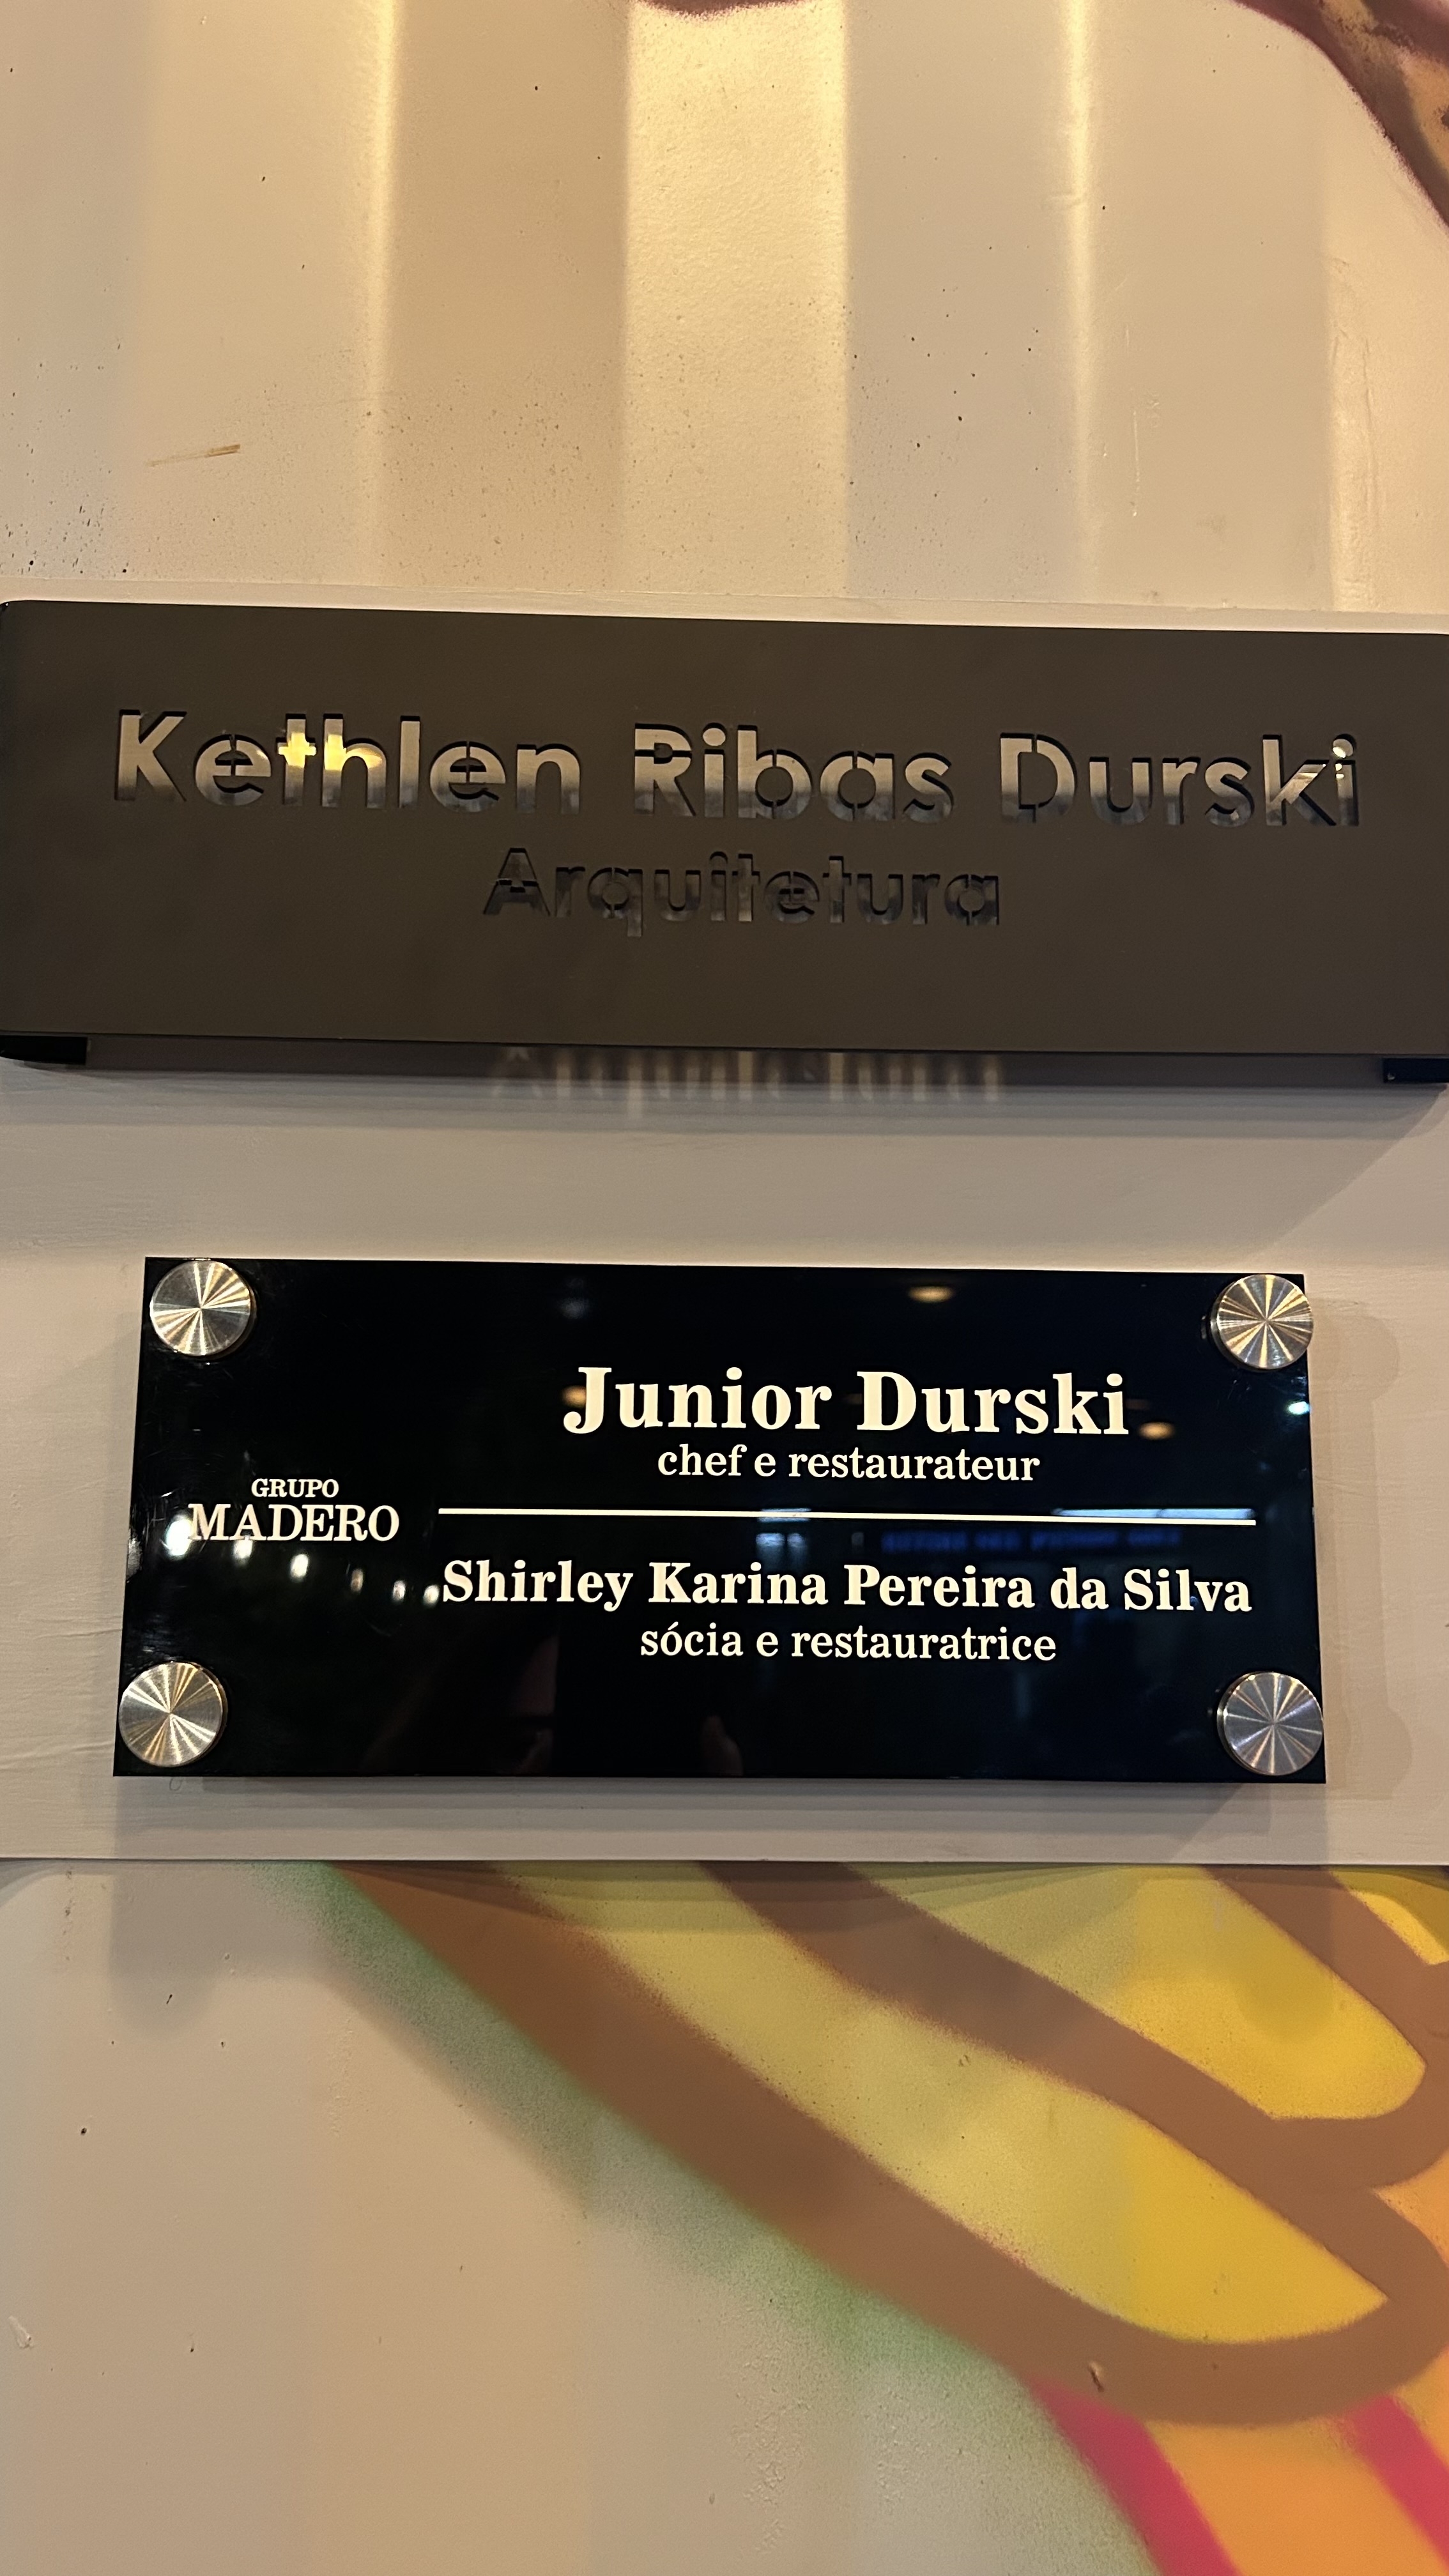 Kethlen Ribas Durski
Arquitetura
Junior Durski
chef e restaurateur
GRUPO
MADERO
Shirley Karina Pereira da Silva
sócia e restauratrice